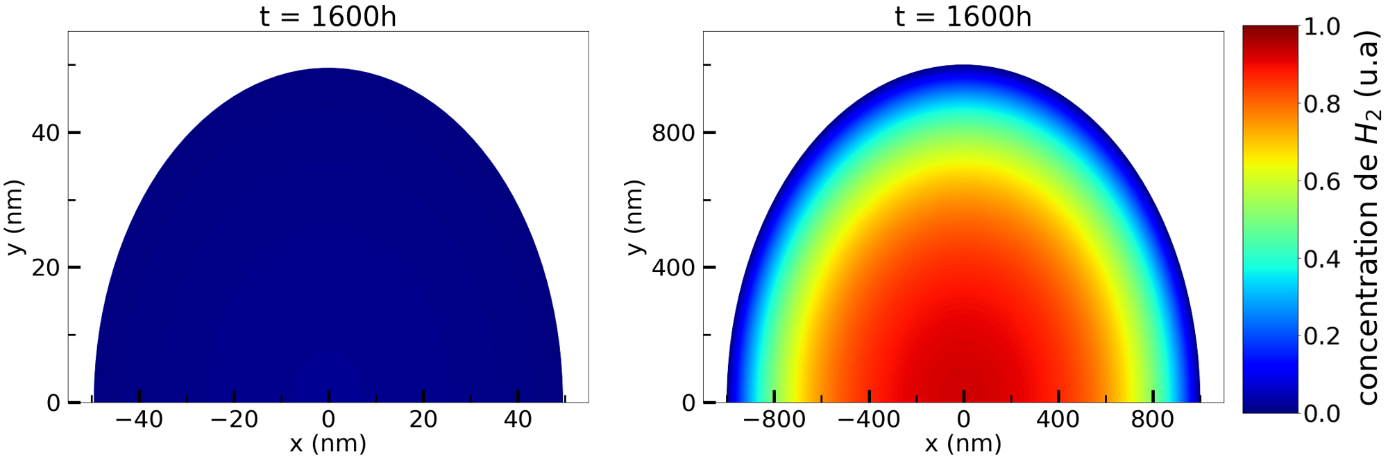 t = 1600h
y (nm)
40
20
0
−40 −20 0 20 40
x (nm)
t = 1600h
y (nm)
800
400
0
−800 −400 0 400 800
x (nm)
1.0
0.8
0.6
0.4
0.2
0.0
concentration de H₂ (u.a)